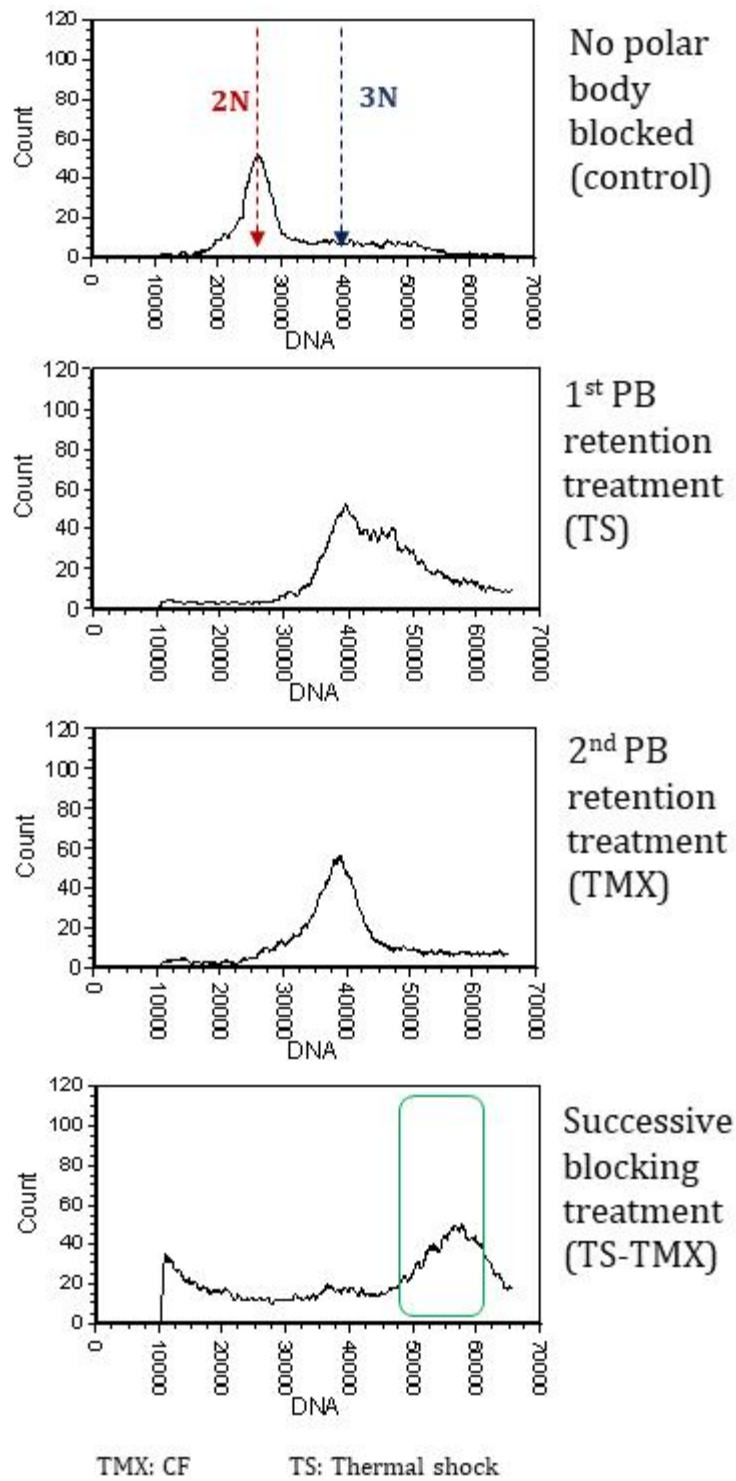 120
100
80
60
40
20
0
Count
2N
3N
0
10000
20000
30000
40000
50000
60000
70000
DNA
No polar
body
blocked
(control)
120
100
80
60
40
20
0
Count
0
10000
20000
30000
40000
50000
60000
70000
DNA
1st PB
retention
treatment
(TS)
120
100
80
60
40
20
0
Count
0
10000
20000
30000
40000
50000
60000
70000
DNA
2nd PB
retention
treatment
(TMX)
120
100
80
60
40
20
0
Count
0
10000
20000
30000
40000
50000
60000
70000
DNA
Successive
blocking
treatment
(TS-TMX)
TMX: CF TS: Thermal shock